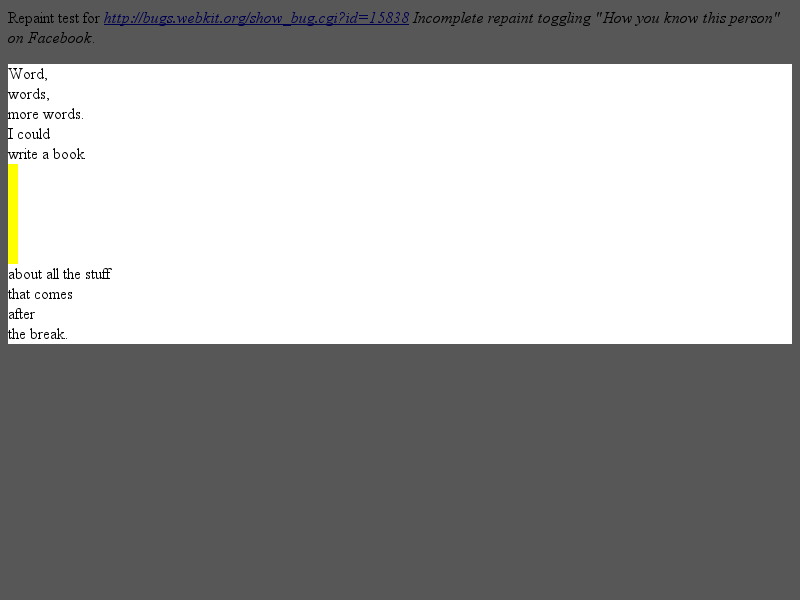 Repaint test for http://bugs.webkit.org/show_bug.cgi?id=15838 Incomplete repaint toggling "How you know this person"
on Facebook.
Word,
words,
more words.
I could
write a book
about all the stuff
that comes
after
the break.